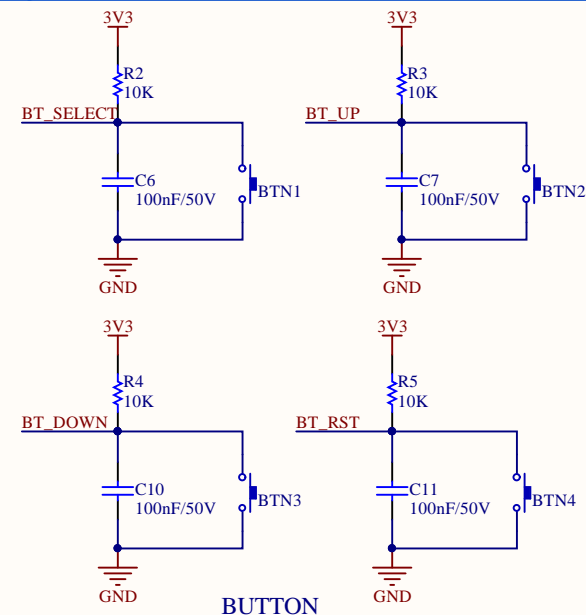 3V3
R2
10K
BT_SELECT
C6
100nF/50V
BTN1
GND
3V3
R3
10K
BT_UP
C7
100nF/50V
BTN2
GND
3V3
R4
10K
BT_DOWN
C10
100nF/50V
BTN3
GND
3V3
R5
10K
BT_RST
C11
100nF/50V
BTN4
GND
BUTTON